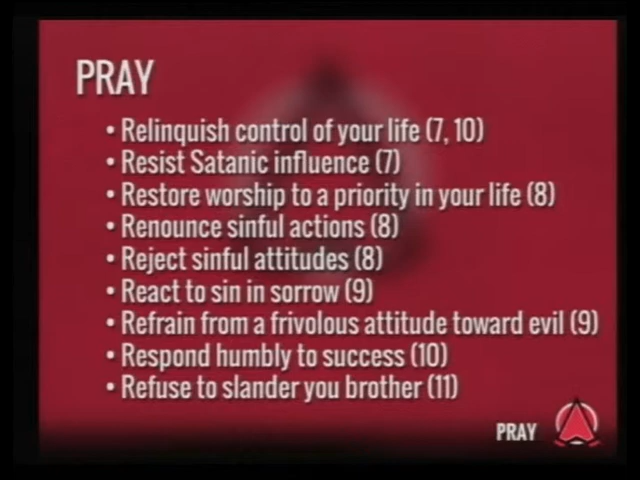 PRAY
• Relinquish control of your life (7, 10)
• Resist Satanic influence (7)
• Restore worship to a priority in your life (8)
• Renounce sinful actions (8)
• Reject sinful attitudes (8)
• React to sin in sorrow (9)
• Refrain from a frivolous attitude toward evil (9)
• Respond humbly to success (10)
• Refuse to slander you brother (11)
PRAY